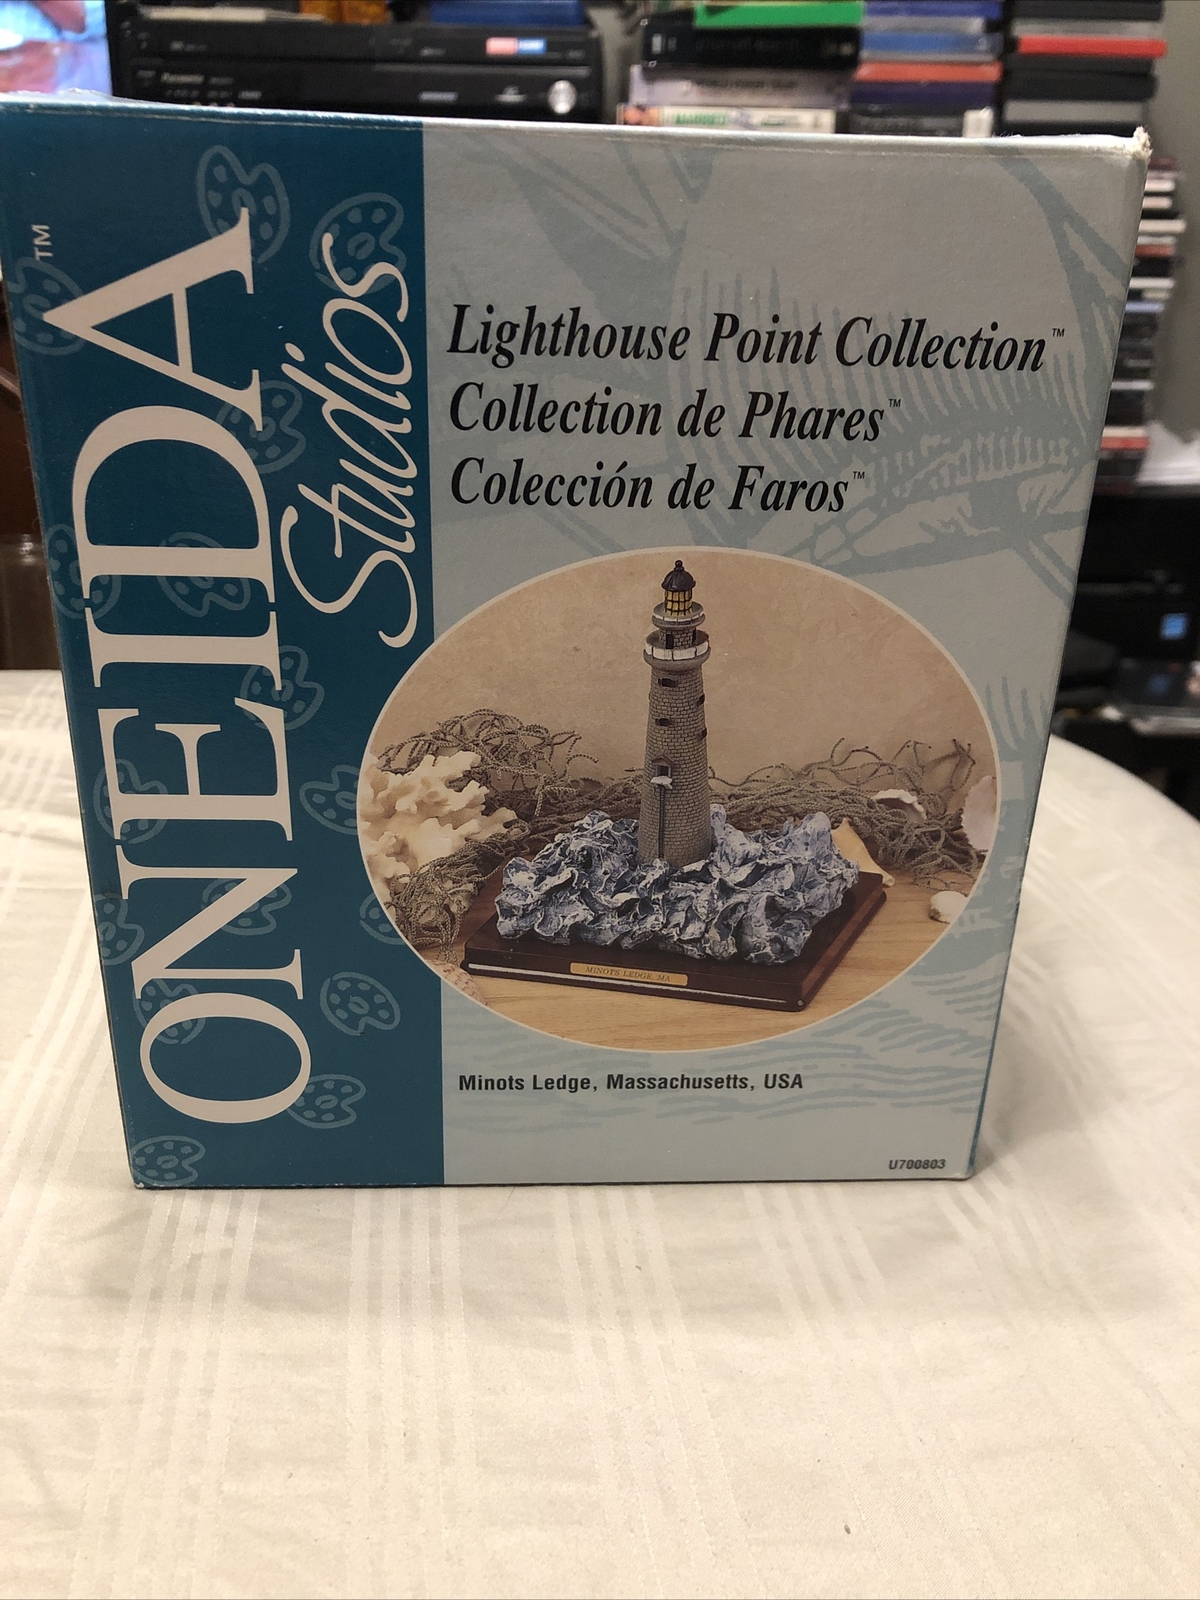 Panasonic
ONEIDA™
Studios
Lighthouse Point Collection™
Collection de Phares™
Colección de Faros™
MINOTS LEDGE, MA
Minots Ledge, Massachusetts, USA
U700803